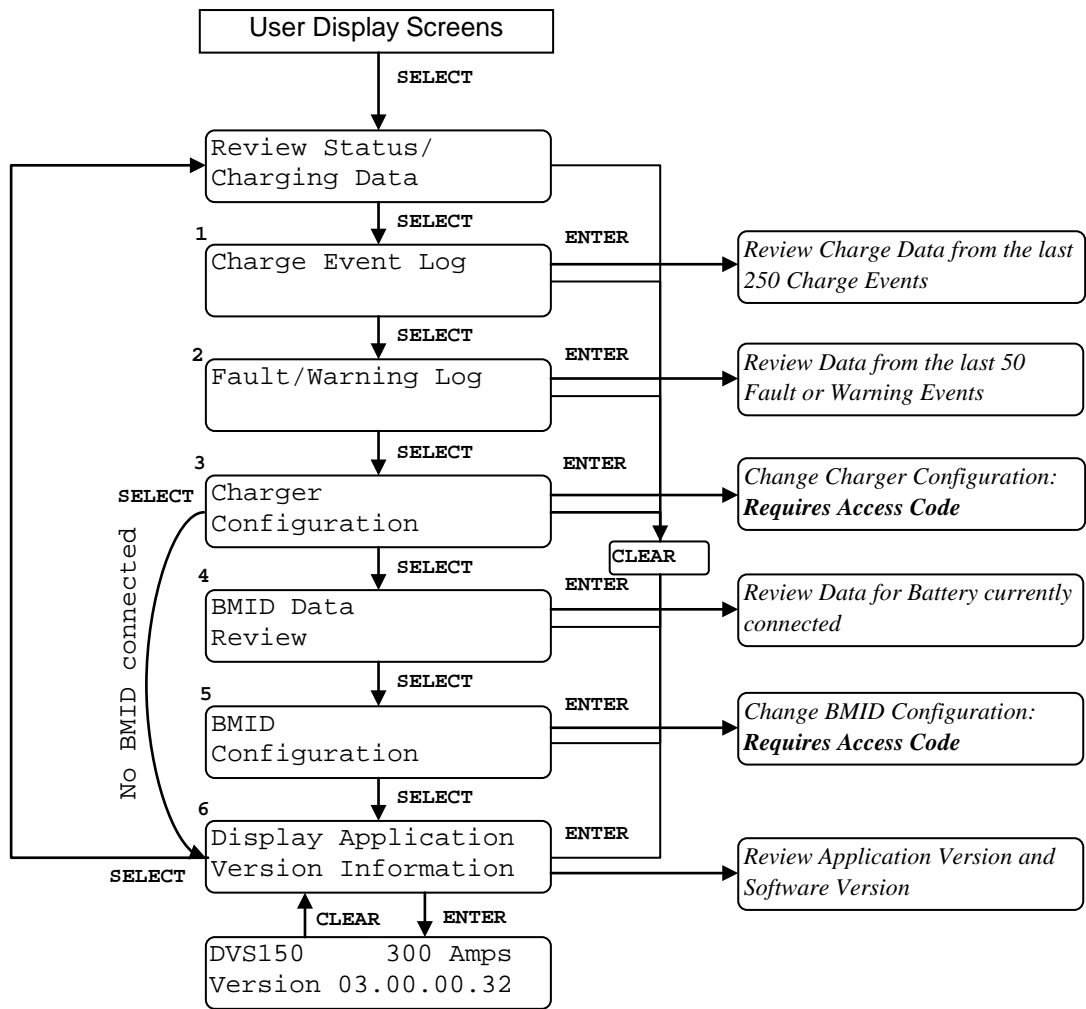 User Display Screens
SELECT
Review Status/
Charging Data
SELECT
1
ENTER
Charge Event Log
Review Charge Data from the last
250 Charge Events
SELECT
2
ENTER
Fault/Warning Log
Review Data from the last 50
Fault or Warning Events
SELECT
3
ENTER
SELECT
Charger
Configuration
Change Charger Configuration:
Requires Access Code
No BMID connected
CLEAR
SELECT
4
ENTER
BMID Data
Review
Review Data for Battery currently
connected
SELECT
5
ENTER
BMID
Configuration
Change BMID Configuration:
Requires Access Code
SELECT
6
ENTER
Display Application
Version Information
SELECT
Review Application Version and
Software Version
CLEAR
ENTER
DVS150 300 Amps
Version 03.00.00.32